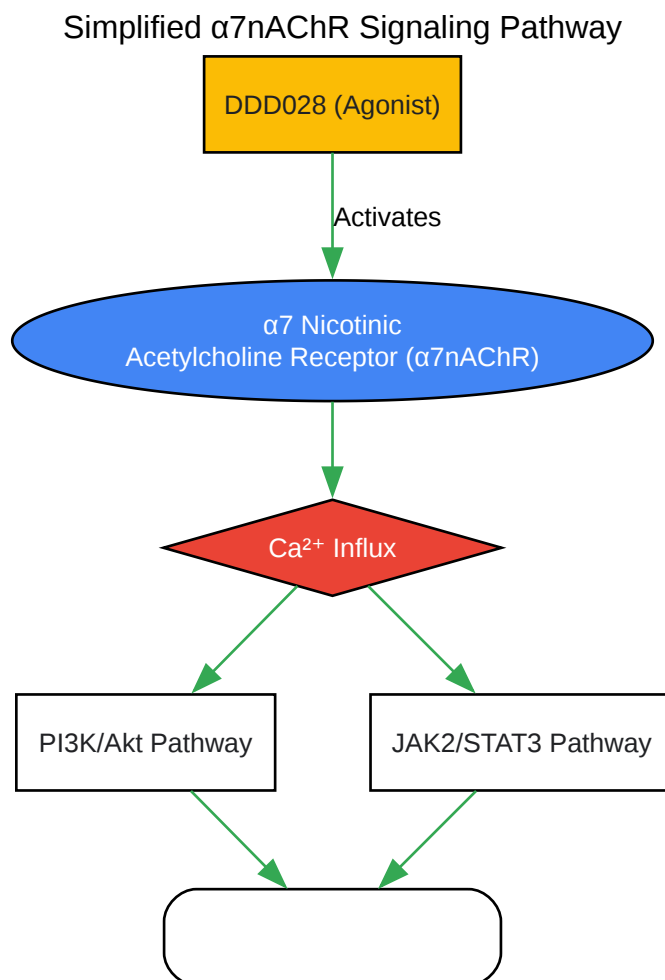 Simplified α7nAChR Signaling Pathway
DDD028 (Agonist)
Activates
α7 Nicotinic
Acetylcholine Receptor (α7nAChR)
Ca²⁺ Influx
PI3K/Akt Pathway
JAK2/STAT3 Pathway